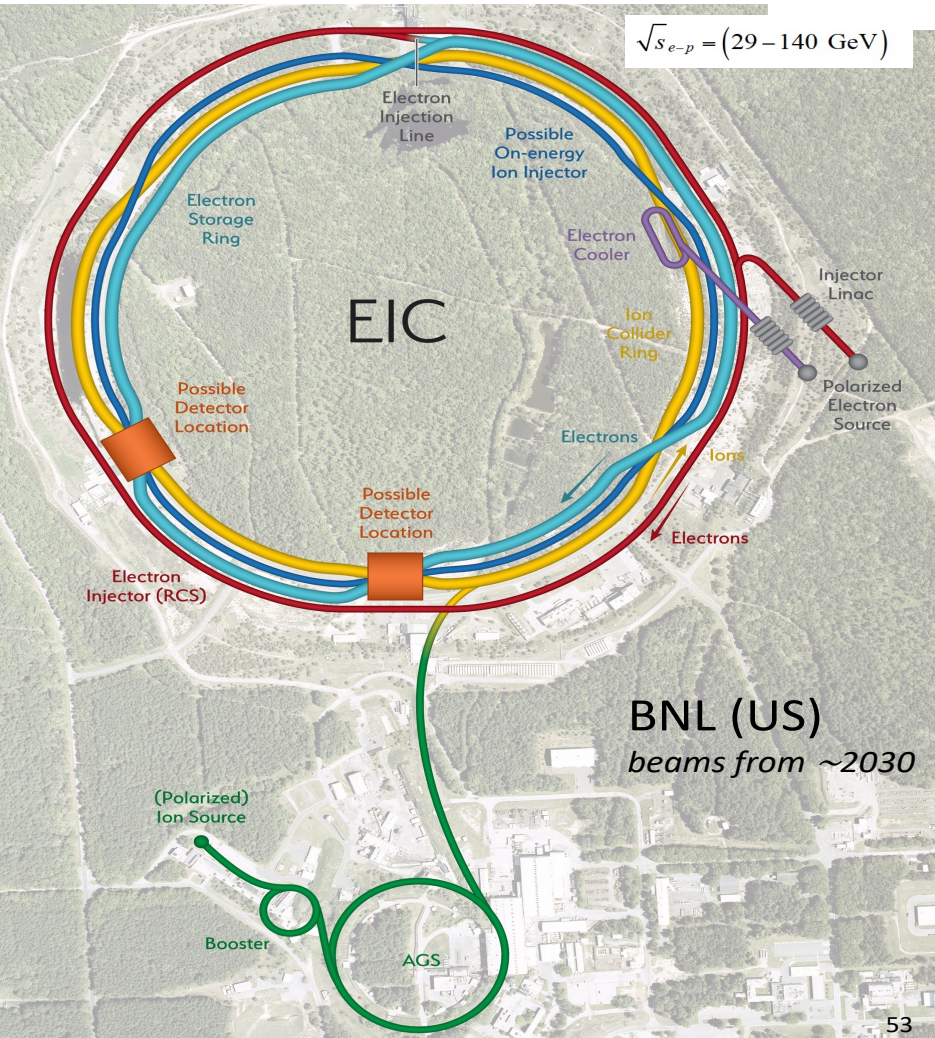 √s e-p = (29 – 140 GeV)
Electron
Injection
Line
Possible
On-energy
Ion Injector
Electron
Storage
Ring
Electron
Cooler
Injector
Linac
EIC
Ion
Collider
Ring
Polarized
Electron
Source
Possible
Detector
Location
Electrons
Ions
Possible
Detector
Location
Electrons
Electron
Injector (RCS)
BNL (US)
beams from ~2030
(Polarized)
Ion Source
Booster
AGS
53